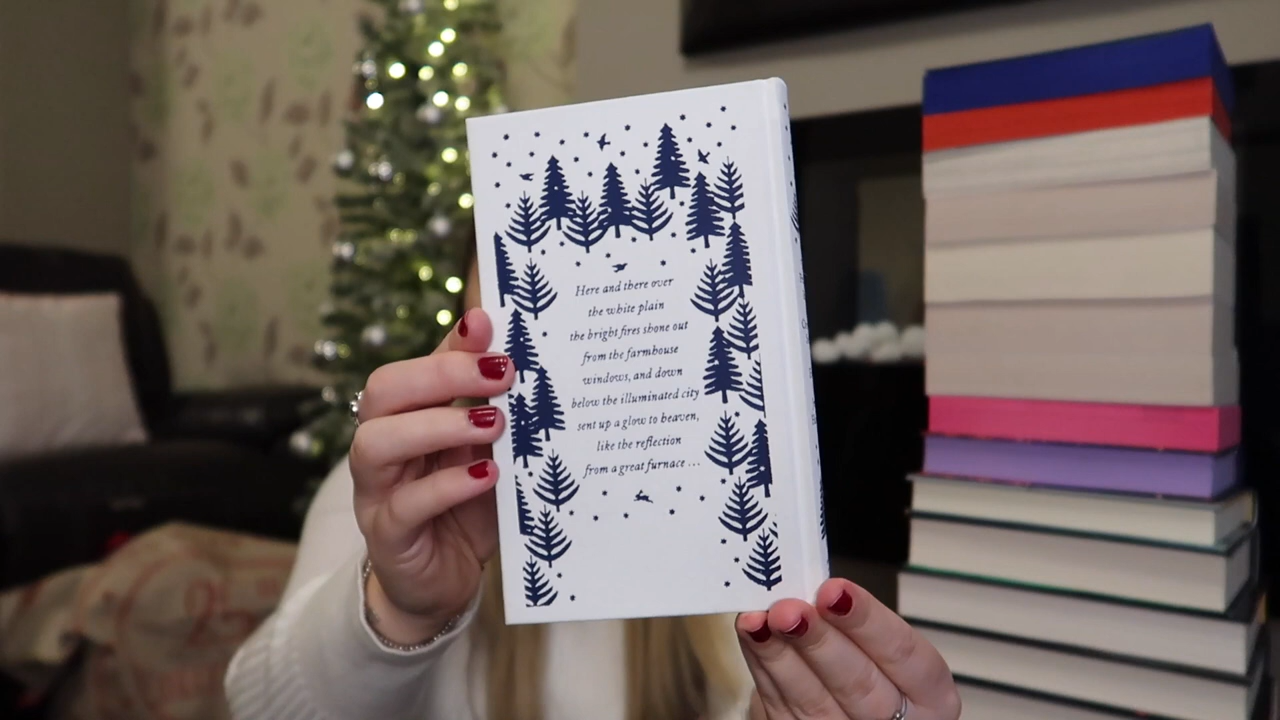 Here and there over
the white plain
the bright fires shone out
from the farmhouse
windows, and down
below the illuminated city
sent up a glow to heaven,
like the reflection
from a great furnace ...
25